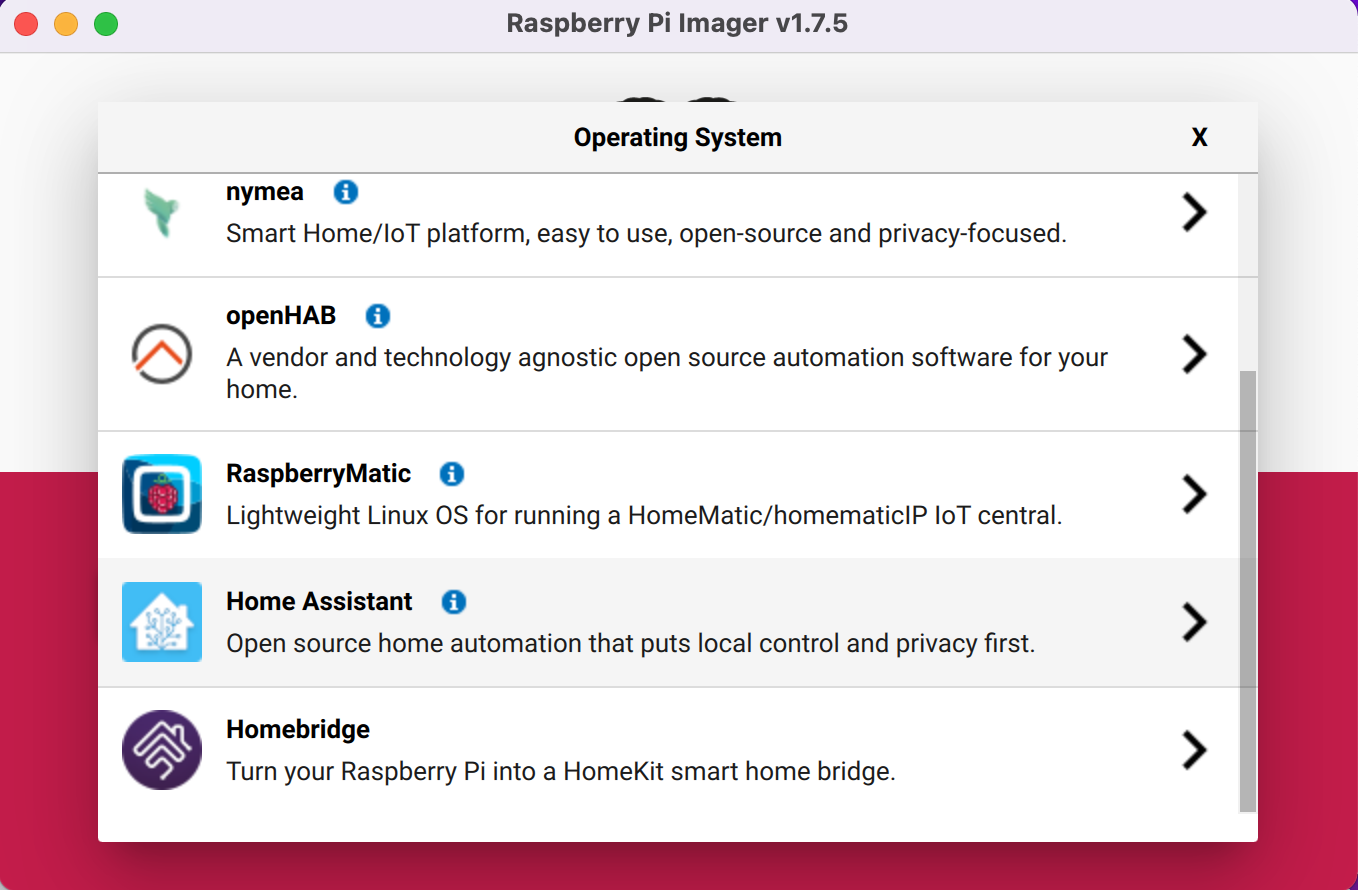 Raspberry Pi Imager v1.7.5
Operating System
X
nymea
Smart Home/IoT platform, easy to use, open-source and privacy-focused.
openHAB
A vendor and technology agnostic open source automation software for your
home.
RaspberryMatic
Lightweight Linux OS for running a HomeMatic/homematicIP IoT central.
Home Assistant
Open source home automation that puts local control and privacy first.
Homebridge
Turn your Raspberry Pi into a HomeKit smart home bridge.